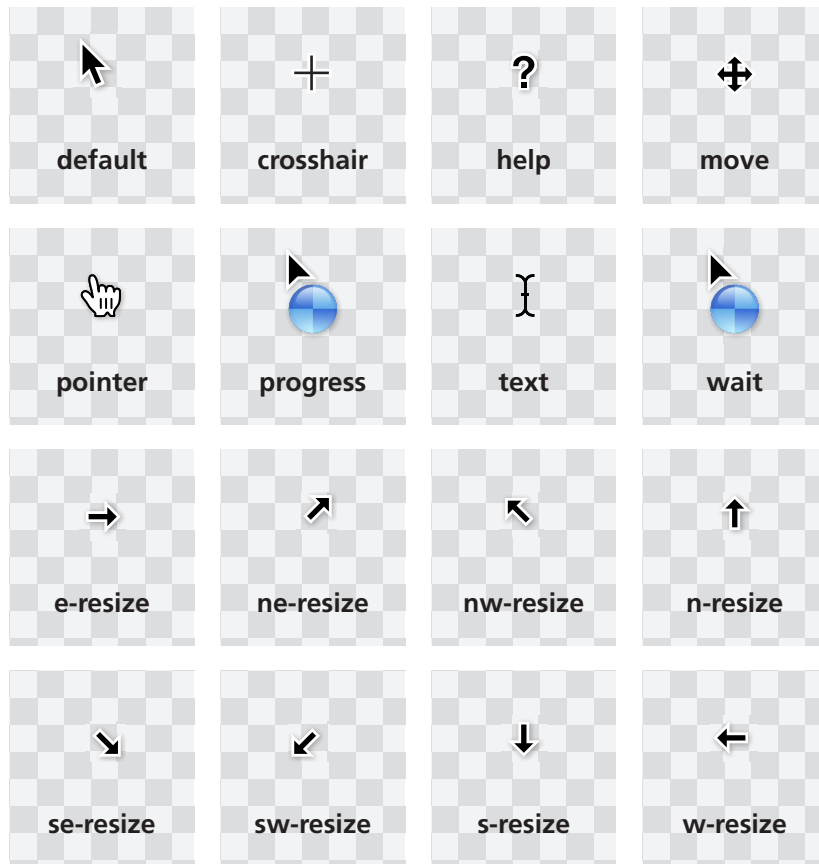 default crosshair help move
pointer progress text wait
e-resize ne-resize nw-resize n-resize
se-resize sw-resize s-resize w-resize